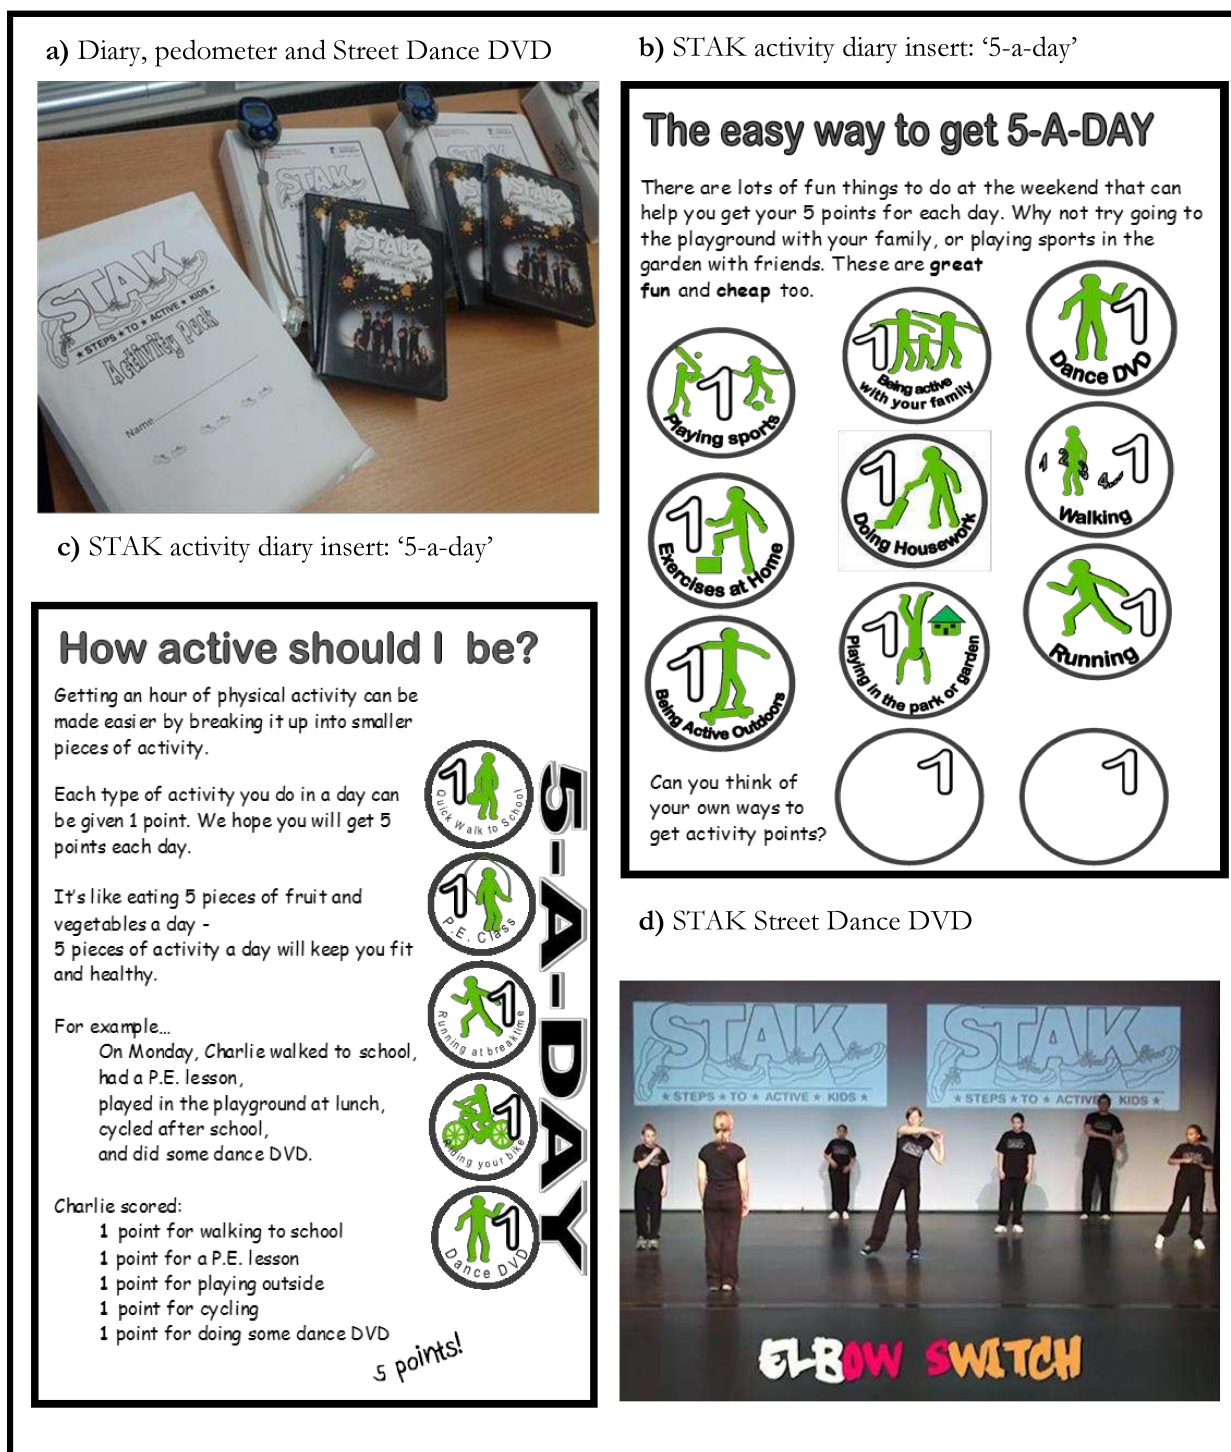 a) Diary, pedometer and Street Dance DVD
STAK
STEPS ★ TO ★ ACTIVE ★ KIDS
Activity Pack
Name
STAK
STAK
STAK
STAK
c) STAK activity diary insert: ‘5-a-day’
How active should I be?
Getting an hour of physical activity can be
made easier by breaking it up into smaller
pieces of activity.
Each type of activity you do in a day can
be given 1 point. We hope you will get 5
points each day.
It's like eating 5 pieces of fruit and
vegetables a day -
5 pieces of activity a day will keep you fit
and healthy.
For example...
On Monday, Charlie walked to school,
had a P.E. lesson,
played in the playground at lunch,
cycled after school,
and did some dance DVD.
Charlie scored:
1 point for walking to school
1 point for a P.E. lesson
1 point for playing outside
1 point for cycling
1 point for doing some dance DVD
5 points!
1
Quick Walk to School
1
P.E. Class
1
Running at breaktime
1
Riding your bike
1
Dance DVD
5-A-DAY
b) STAK activity diary insert: ‘5-a-day’
The easy way to get 5-A-DAY
There are lots of fun things to do at the weekend that can
help you get your 5 points for each day. Why not try going to
the playground with your family, or playing sports in the
garden with friends. These are great
fun and cheap too.
1
Playing sports
1
Being active
with your family
1
Dance DVD
1
Exercises at Home
1
Doing Housework
1 2 3 4... 1
Walking
1
Being Active Outdoors
1
Playing in the park or garden
1
Running
Can you think of
your own ways to
get activity points?
1
1
d) STAK Street Dance DVD
STAK
★ STEPS ★ TO ★ ACTIVE ★ KIDS ★
STAK
★ STEPS ★ TO ★ ACTIVE KIDS ★
ELBOW SWITCH